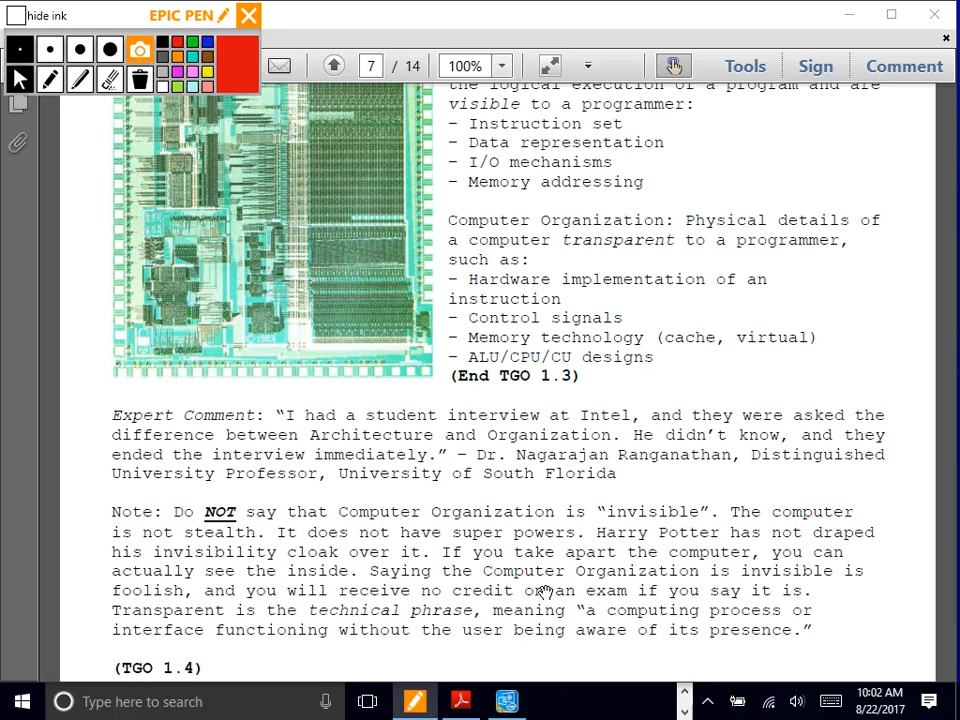 hide ink
EPIC PEN
7 / 14
100%
Tools
Sign
Comment
the logical execution of a program and are
visible to a programmer:
- Instruction set
- Data representation
- I/O mechanisms
- Memory addressing
Computer Organization: Physical details of
a computer transparent to a programmer,
such as:
- Hardware implementation of an
instruction
- Control signals
- Memory technology (cache, virtual)
- ALU/CPU/CU designs
(End TGO 1.3)
Expert Comment: “I had a student interview at Intel, and they were asked the
difference between Architecture and Organization. He didn’t know, and they
ended the interview immediately.” – Dr. Nagarajan Ranganathan, Distinguished
University Professor, University of South Florida
Note: Do NOT say that Computer Organization is “invisible”. The computer
is not stealth. It does not have super powers. Harry Potter has not draped
his invisibility cloak over it. If you take apart the computer, you can
actually see the inside. Saying the Computer Organization is invisible is
foolish, and you will receive no credit on an exam if you say it is.
Transparent is the technical phrase, meaning “a computing process or
interface functioning without the user being aware of its presence.”
(TGO 1.4)
Type here to search
10:02 AM
8/22/2017